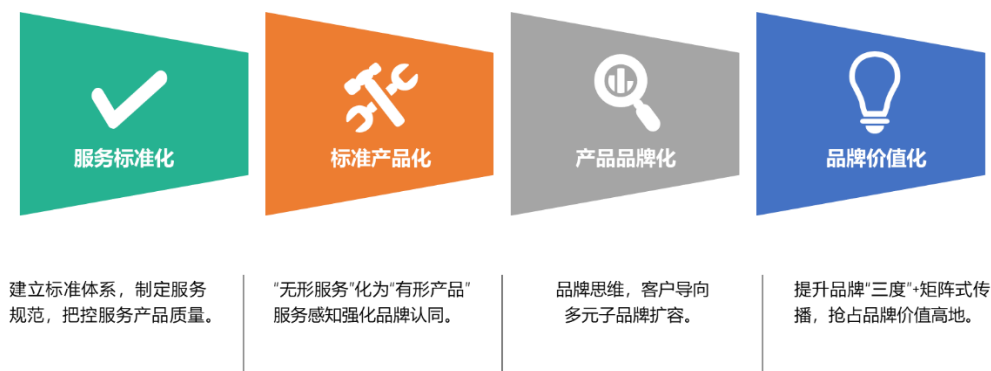 服务标准化
标准产品化
产品品牌化
品牌价值化
建立标准体系，制定服务
规范，把控服务产品质量。
“无形服务”化为“有形产品”
服务感知强化品牌认同。
品牌思维，客户导向
多元子品牌扩容。
提升品牌“三度”+矩阵式传
播，抢占品牌价值高地。